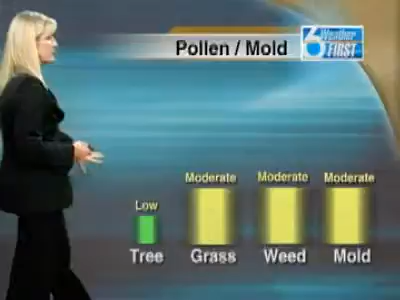 Pollen / Mold
6 Weather
FIRST
Low
Moderate
Moderate
Moderate
Tree
Grass
Weed
Mold